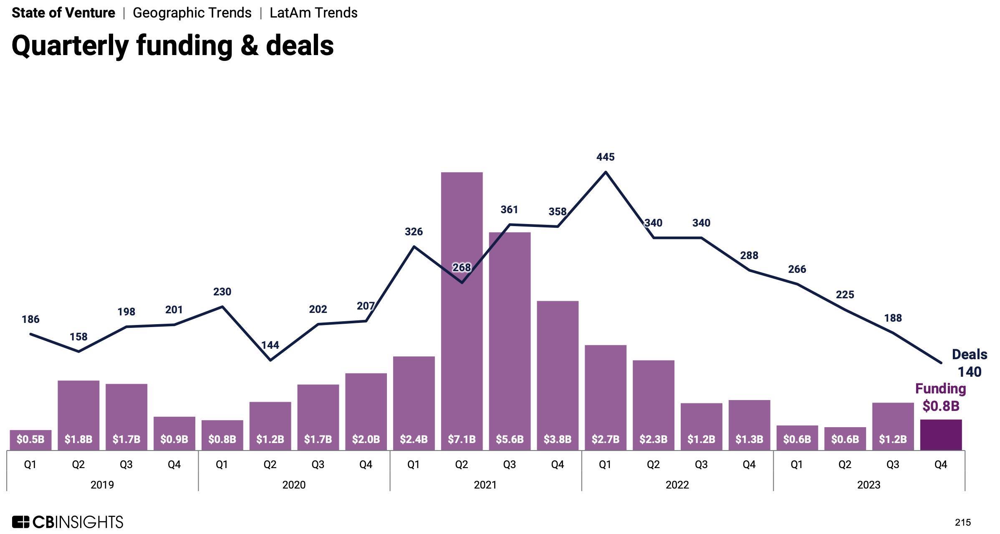 State of Venture | Geographic Trends | LatAm Trends
Quarterly funding & deals
445
361
358
340
340
326
288
268
266
230
225
207
202
201
198
188
186
158
144
Deals
140
Funding
$0.8B
$0.5B $1.8B $1.7B $0.9B $0.8B $1.2B $1.7B $2.0B $2.4B $7.1B $5.6B $3.8B $2.7B $2.3B $1.2B $1.3B $0.6B $0.6B $1.2B
Q1 Q2 Q3 Q4 Q1 Q2 Q3 Q4 Q1 Q2 Q3 Q4 Q1 Q2 Q3 Q4 Q1 Q2 Q3 Q4
2019 2020 2021 2022 2023
CBINSIGHTS
215